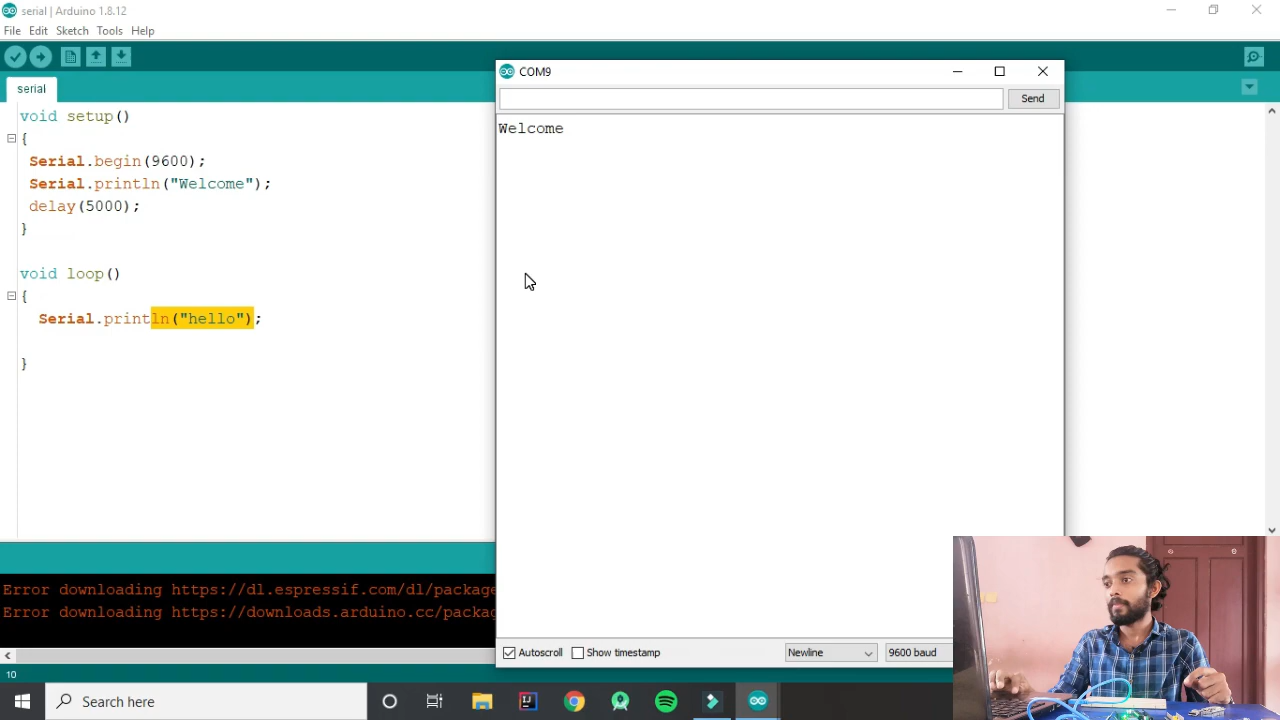 serial | Arduino 1.8.12
File Edit Sketch Tools Help
serial
void setup()
{
Serial.begin(9600);
Serial.println("Welcome");
delay(5000);
}
void loop()
{
Serial.println("hello");
}
COM9
Send
Welcome
Autoscroll
Show timestamp
Newline
9600 baud
Error downloading https://dl.espressif.com/dl/package
Error downloading https://downloads.arduino.cc/packag
10
Search here